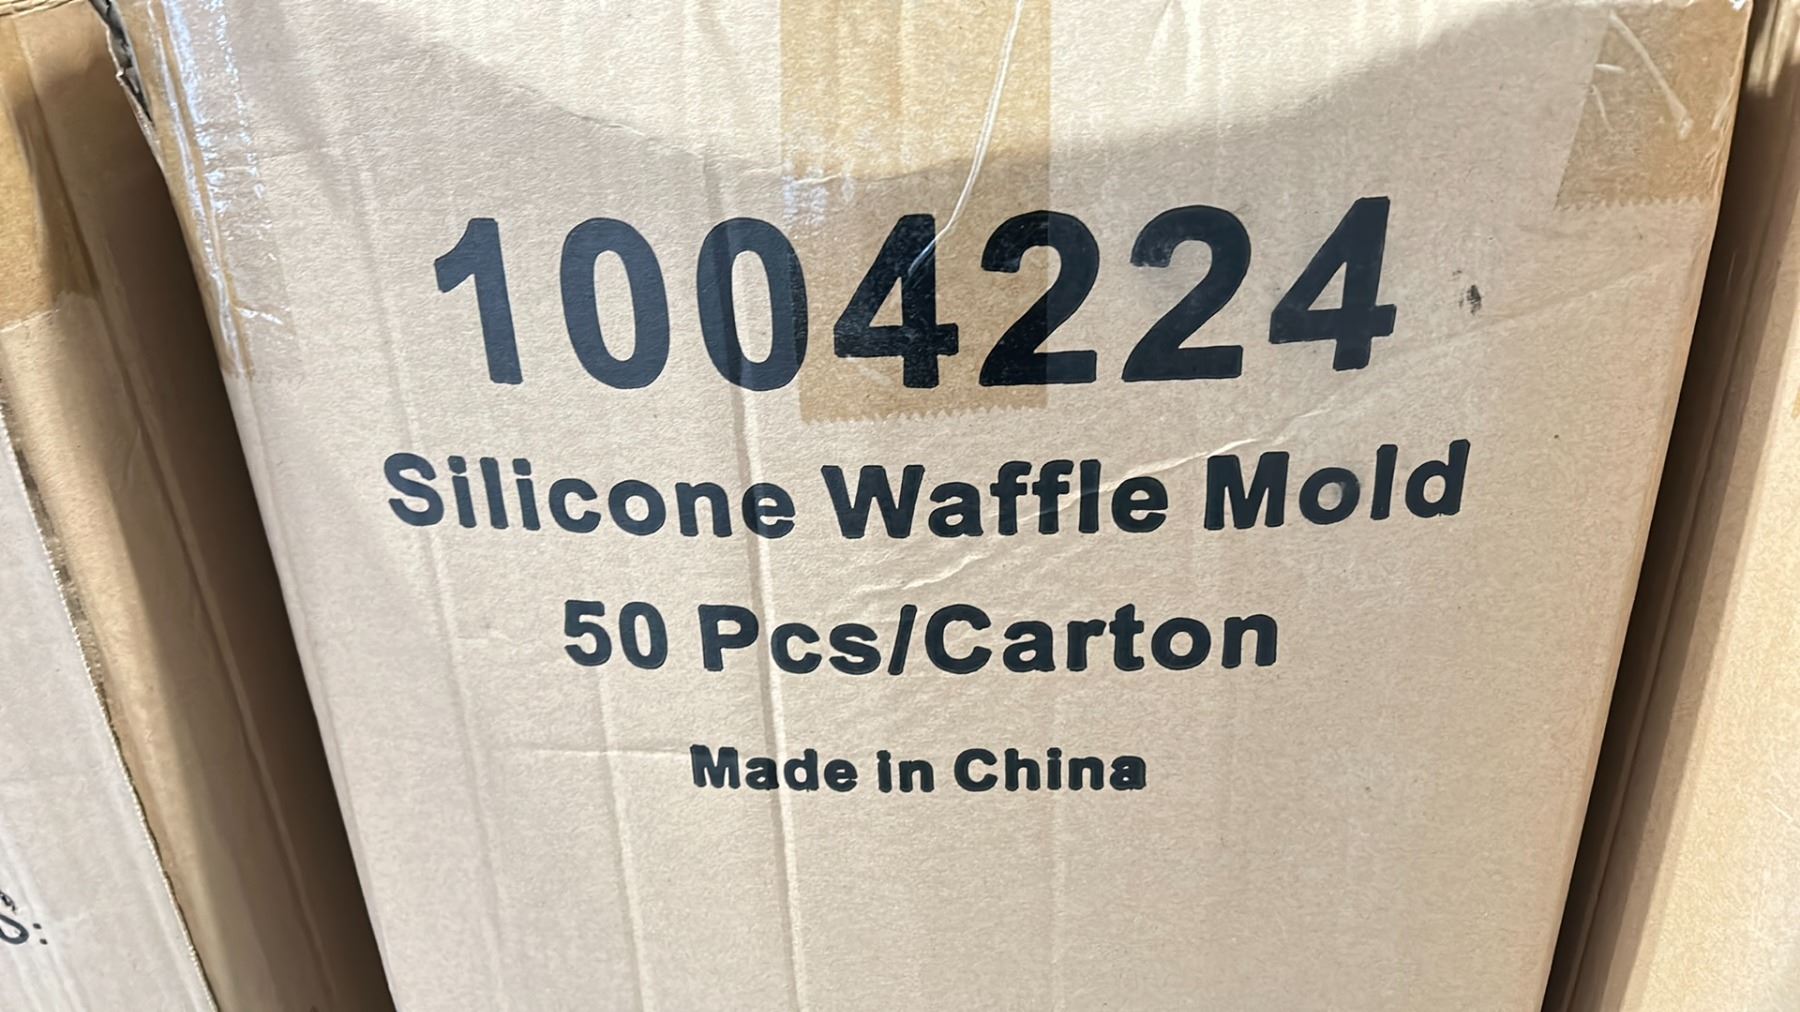 1004224
Silicone Waffle Mold
50 Pcs/Carton
Made in China
S: